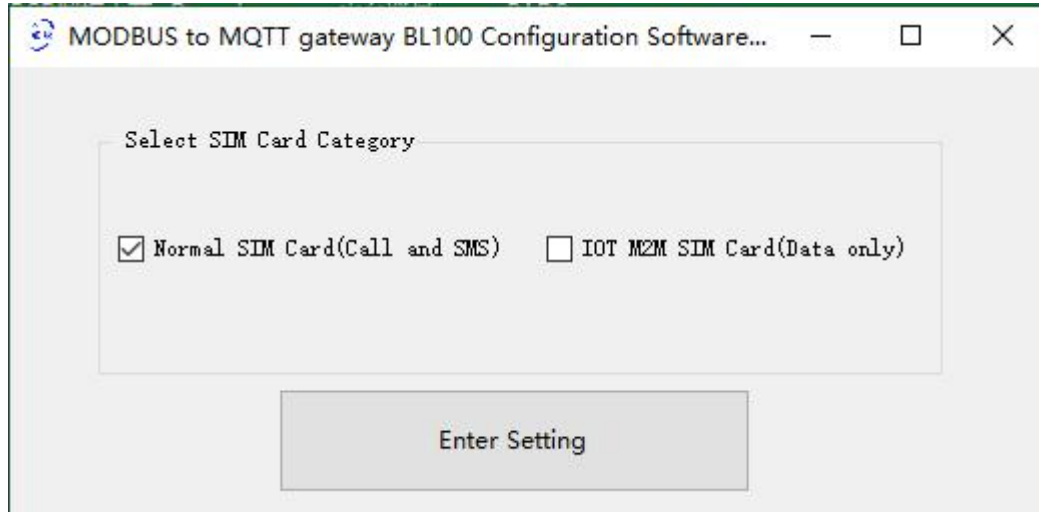 MODBUS to MQTT gateway BL100 Configuration Software...
Select SIM Card Category
Normal SIM Card(Call and SMS)
IOT M2M SIM Card(Data only)
Enter Setting